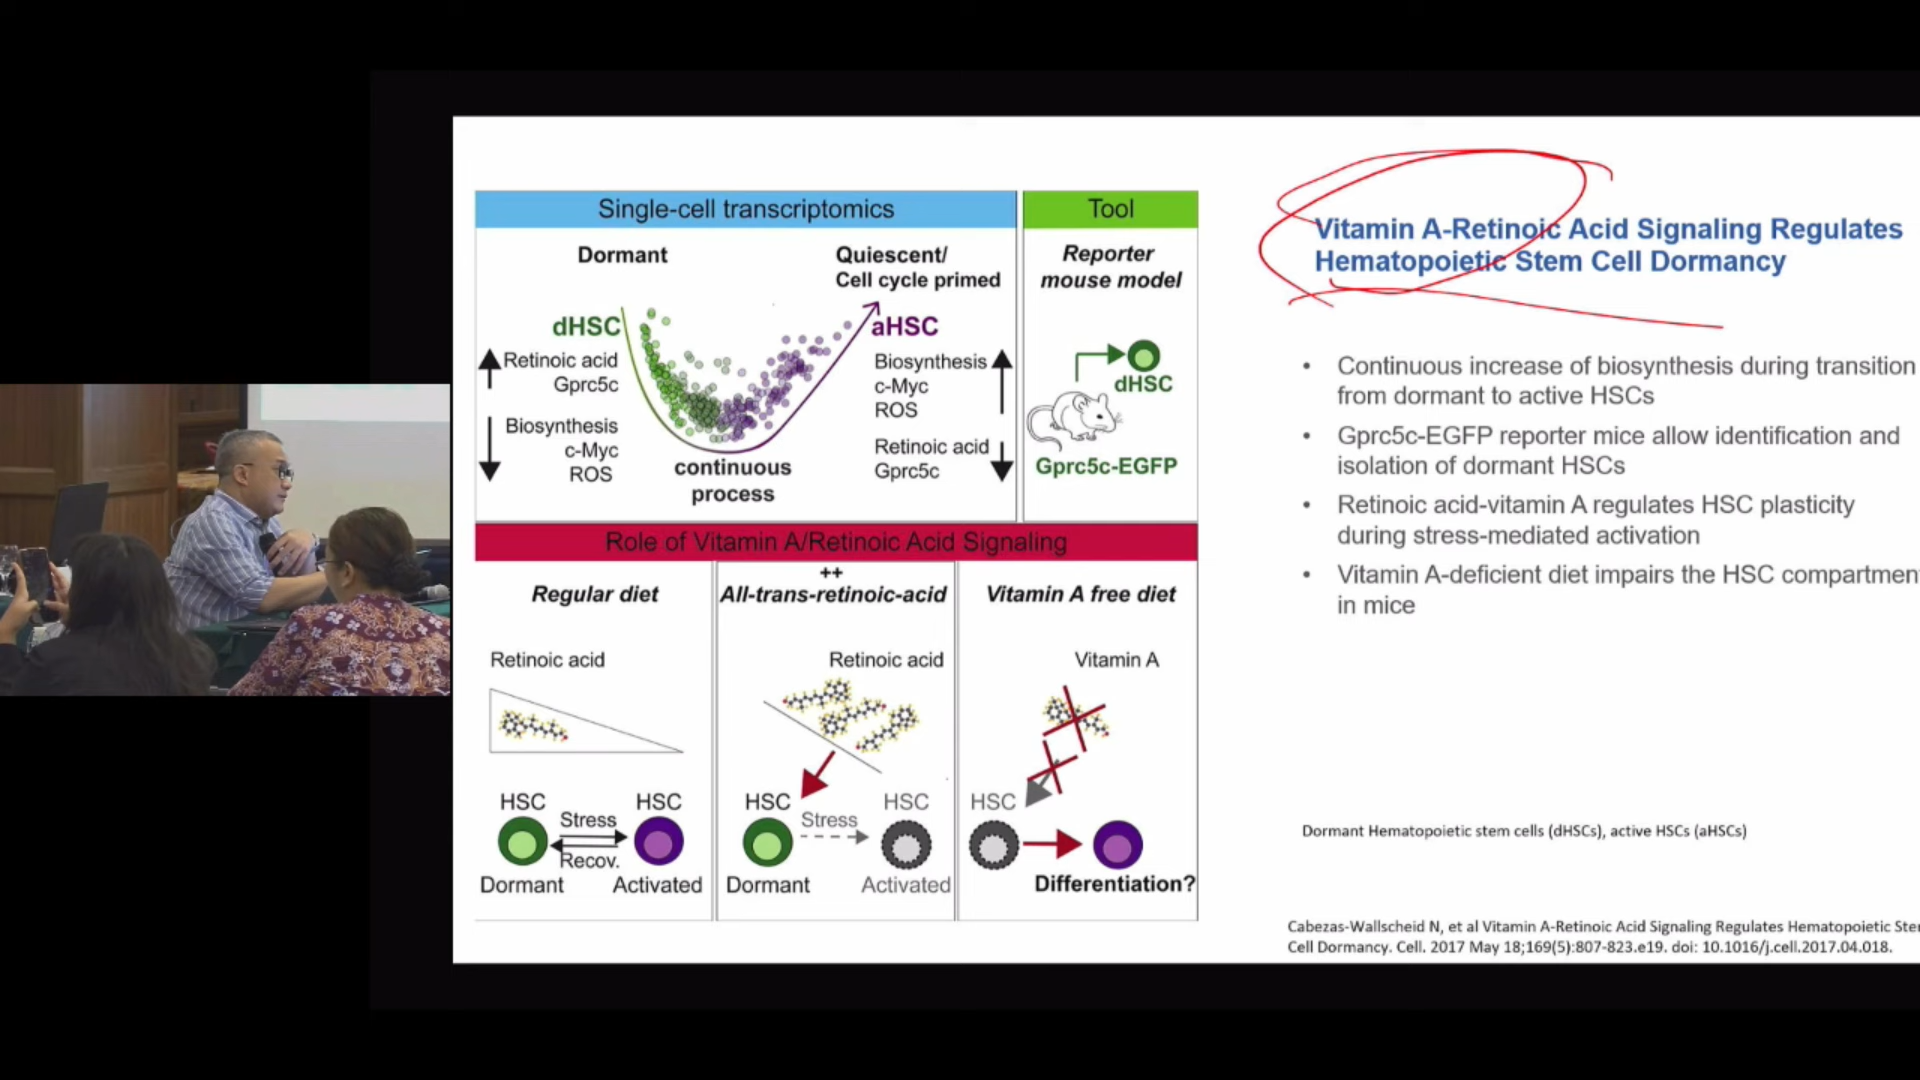 Single-cell transcriptomics
Dormant
Quiescent/
Cell cycle primed
dHSC
aHSC
Retinoic acid
Gprc5c
Biosynthesis
c-Myc
ROS
continuous
process
Biosynthesis
c-Myc
ROS
Retinoic acid
Gprc5c
Tool
Reporter
mouse model
dHSC
Gprc5c-EGFP
Role of Vitamin A/Retinoic Acid Signaling
Regular diet
Retinoic acid
HSC
HSC
Stress
Recov.
Dormant
Activated
++
All-trans-retinoic-acid
Retinoic acid
HSC
HSC
Stress
Dormant
Activated
Vitamin A free diet
Vitamin A
HSC
Differentiation?
Vitamin A-Retinoic Acid Signaling Regulates
Hematopoietic Stem Cell Dormancy
• Continuous increase of biosynthesis during transition
from dormant to active HSCs
• Gprc5c-EGFP reporter mice allow identification and
isolation of dormant HSCs
• Retinoic acid-vitamin A regulates HSC plasticity
during stress-mediated activation
• Vitamin A-deficient diet impairs the HSC compartmen
in mice
Dormant Hematopoietic stem cells (dHSCs), active HSCs (aHSCs)
Cabezas-Wallscheid N, et al Vitamin A-Retinoic Acid Signaling Regulates Hematopoietic Ste
Cell Dormancy. Cell. 2017 May 18;169(5):807-823.e19. doi: 10.1016/j.cell.2017.04.018.